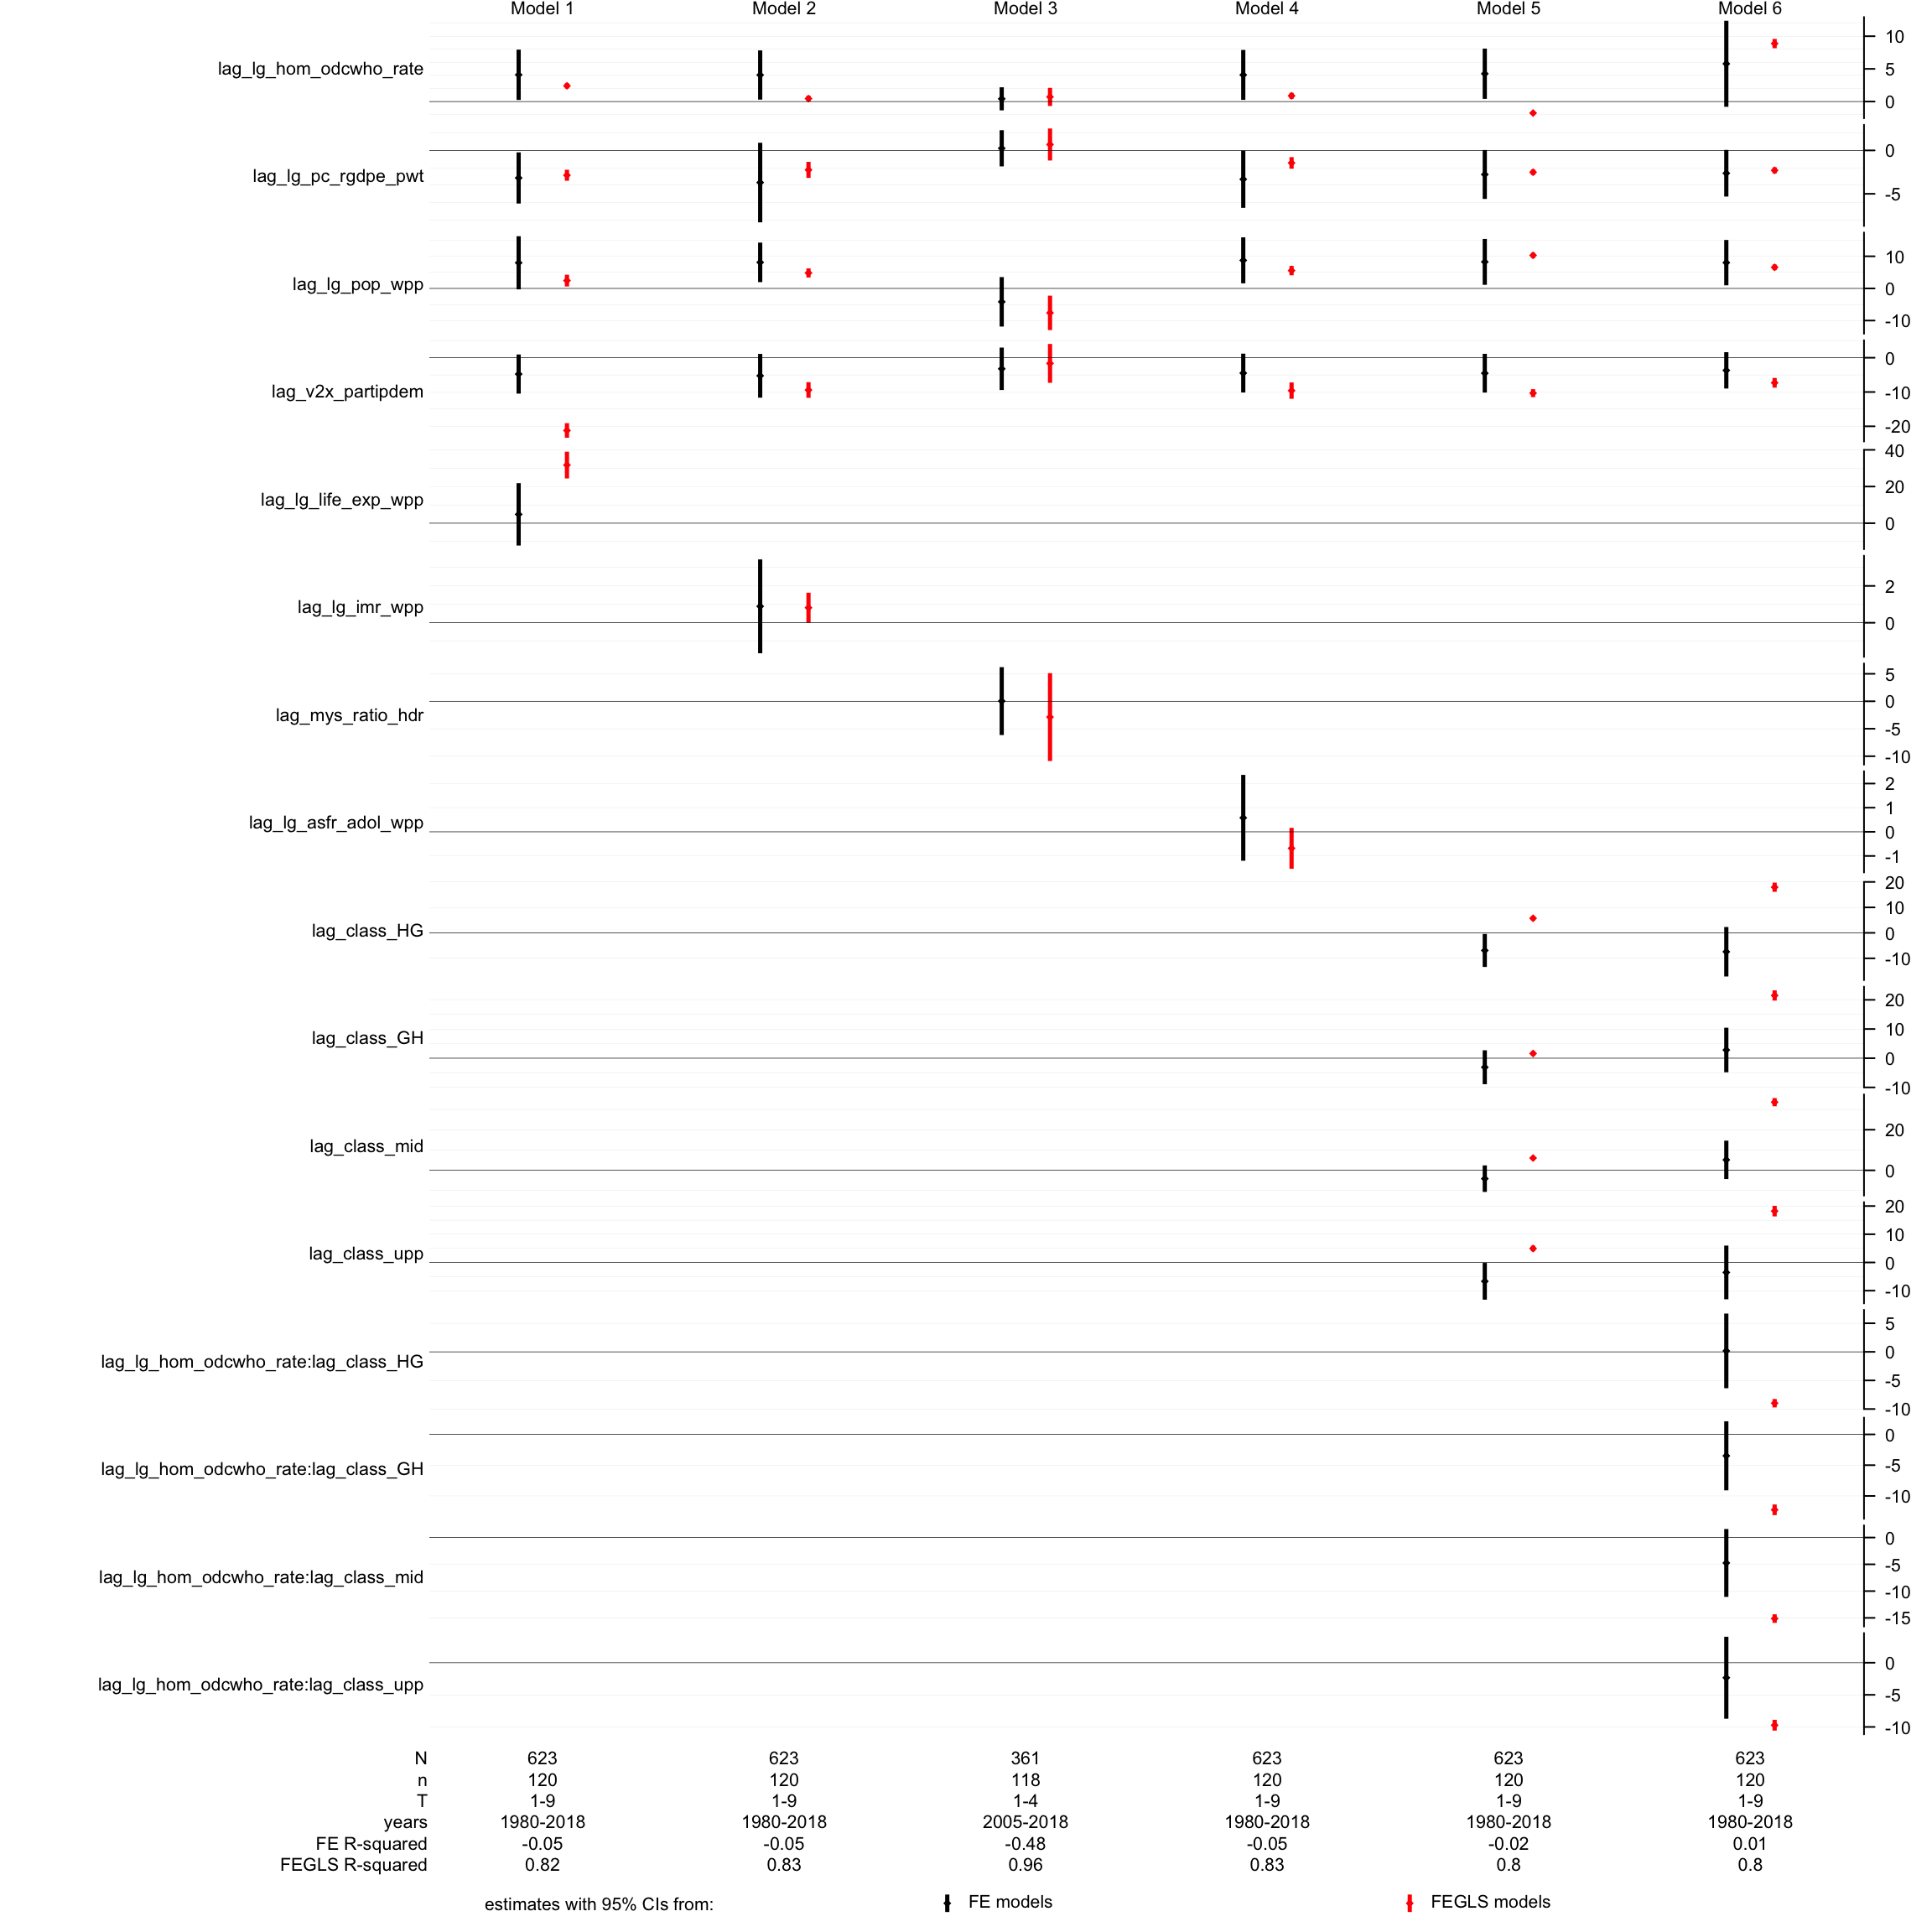 Model 1 Model 2 Model 3 Model 4 Model 5 Model 6
lag_lg_hom_odcwho_rate
10
5
0
lag_lg_pc_rgdpe_pwt
0
-5
lag_lg_pop_wpp
10
0
-10
lag_v2x_partipdem
0
-10
-20
lag_lg_life_exp_wpp
40
20
0
lag_lg_imr_wpp
2
0
lag_mys_ratio_hdr
5
0
-5
-10
lag_lg_asfr_adol_wpp
2
1
0
-1
lag_class_HG
20
10
0
-10
lag_class_GH
20
10
0
-10
lag_class_mid
20
0
lag_class_upp
20
10
0
-10
lag_lg_hom_odcwho_rate:lag_class_HG
5
0
-5
-10
lag_lg_hom_odcwho_rate:lag_class_GH
0
-5
-10
lag_lg_hom_odcwho_rate:lag_class_mid
0
-5
-10
-15
lag_lg_hom_odcwho_rate:lag_class_upp
0
-5
-10
N 623 623 361 623 623 623
n 120 120 118 120 120 120
T 1-9 1-9 1-4 1-9 1-9 1-9
years 1980-2018 1980-2018 2005-2018 1980-2018 1980-2018 1980-2018
FE R-squared -0.05 -0.05 -0.48 -0.05 -0.02 0.01
FEGLS R-squared 0.82 0.83 0.96 0.83 0.8 0.8
estimates with 95% CIs from: FE models FEGLS models